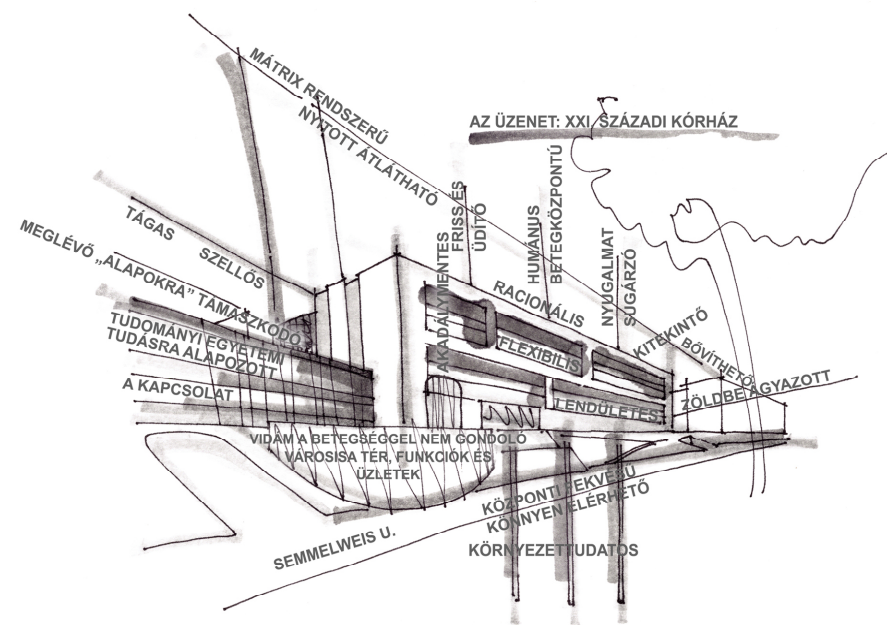 MÁTRIX RENDSZERŰ
NYITOTT ÁTLÁTHATÓ
AZ ÜZENET: XXI. SZÁZADI KÓRHÁZ
TÁGAS
SZELLŐS
MEGLÉVŐ „ALAPOKRA” TÁMASZKODÓ
TUDOMÁNYI EGYETEMI
TUDÁSRA ALAPOZOTT
A KAPCSOLAT
AKADÁLYMENTES
FRISS ÉS
ÜDÍTŐ
HUMÁNUS
BETEGKÖZPONTÚ
NYUGALMAT
SUGÁRZÓ
RACIONÁLIS
FLEXIBILIS
LENDÜLETES
KITEKINTŐ
BŐVÍTHETŐ
ZÖLDBE ÁGYAZOTT
VIDÁM A BETEGSÉGGEL NEM GONDOLÓ
VÁROSISA TÉR, FUNKCIÓK ÉS
ÜZLETEK
KÖZPONTI FEKVÉSŰ
KÖNNYEN ELÉRHETŐ
SEMMELWEIS U.
KÖRNYEZETTUDATOS